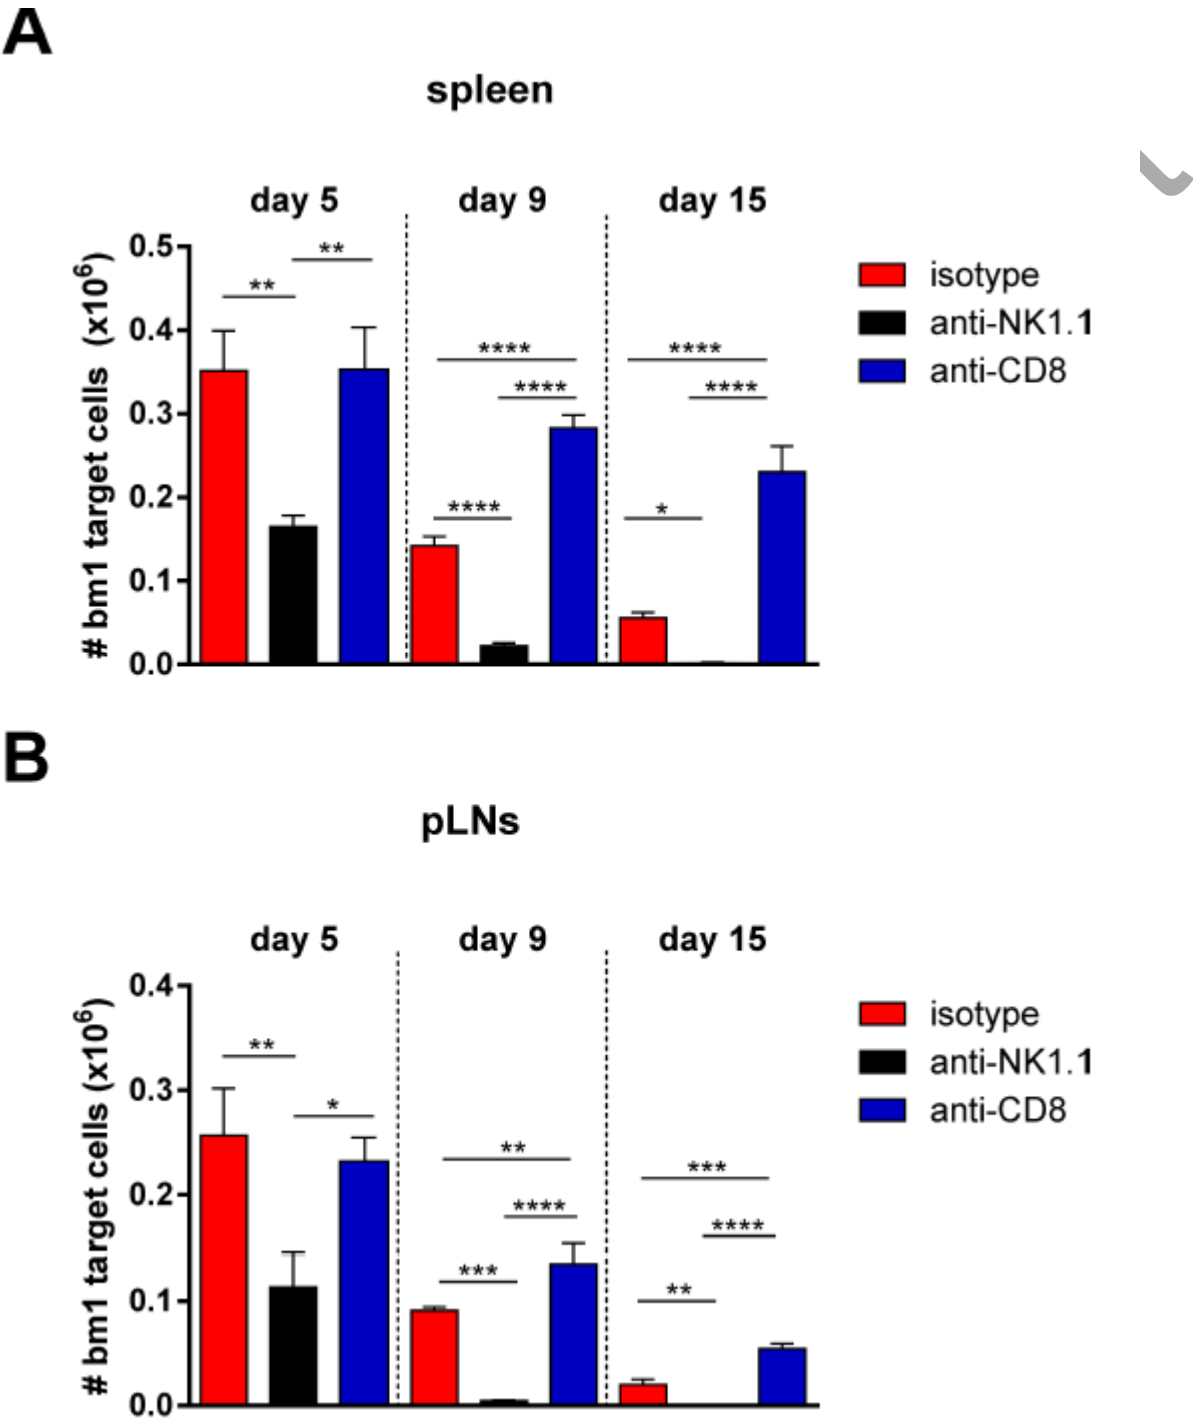 A
spleen
day 5 day 9 day 15
# bm1 target cells (x10⁶)
0.5
0.4
0.3
0.2
0.1
0.0
** **
**** **** ****
**** **** *
isotype
anti-NK1.1
anti-CD8
B
pLNs
day 5 day 9 day 15
# bm1 target cells (x10⁶)
0.4
0.3
0.2
0.1
0.0
** *
** **** ***
*** **** **
isotype
anti-NK1.1
anti-CD8